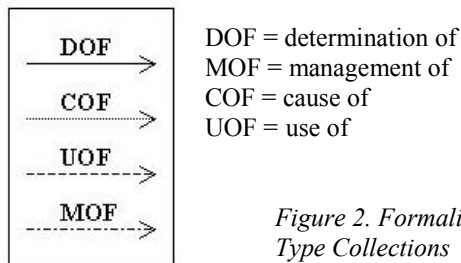 DOF
COF
UOF
MOF
DOF = determination of
MOF = management of
COF = cause of
UOF = use of
Figure 2. Formali
Type Collections